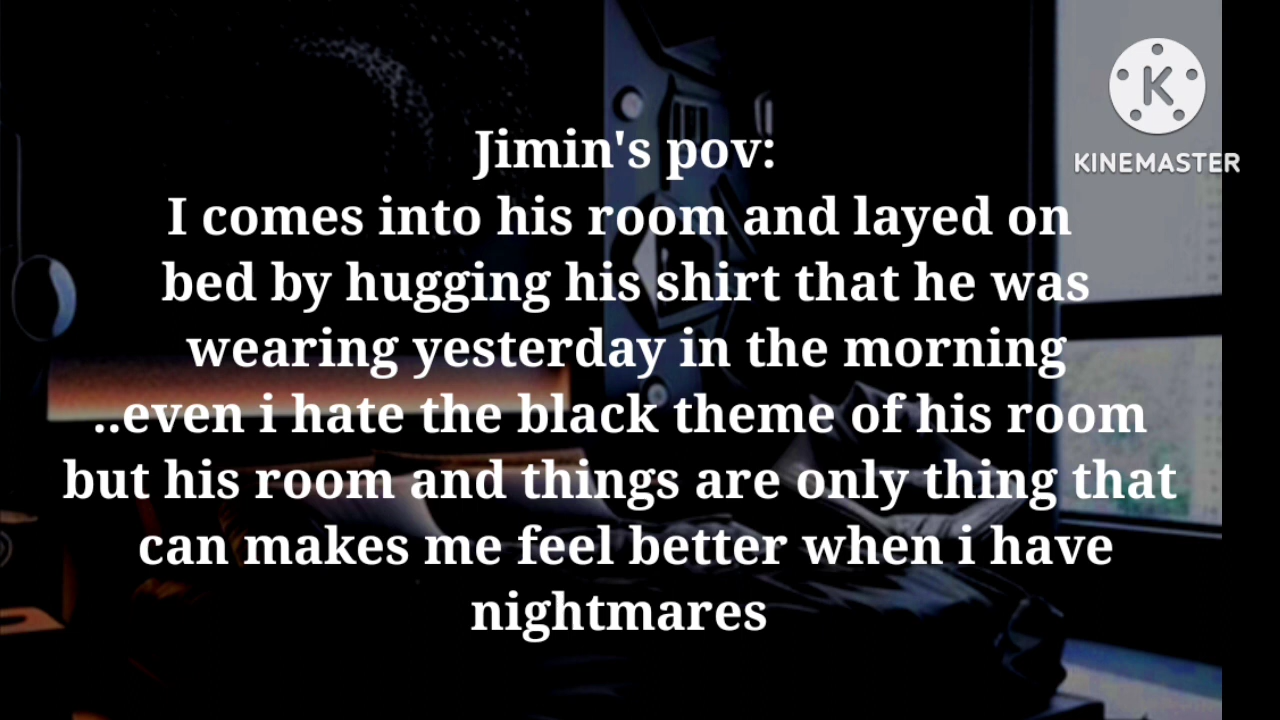 KINEMASTER
Jimin's pov:
I comes into his room and layed on
bed by hugging his shirt that he was
wearing yesterday in the morning
..even i hate the black theme of his room
but his room and things are only thing that
can makes me feel better when i have
nightmares